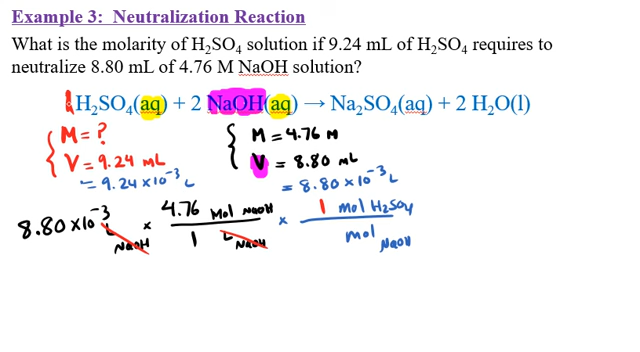 Example 3: Neutralization Reaction
What is the molarity of H₂SO₄ solution if 9.24 mL of H₂SO₄ requires to
neutralize 8.80 mL of 4.76 M NaOH solution?
1H₂SO₄(aq) + 2 NaOH(aq) → Na₂SO₄(aq) + 2 H₂O(l)
M = ? M = 4.76 M
V = 9.24 mL V = 8.80 mL
= 9.24 × 10⁻³ L = 8.80 × 10⁻³ L
8.80 × 10⁻³ L NaOH × 4.76 mol NaOH / 1 L NaOH × 1 mol H₂SO₄ / mol NaOH